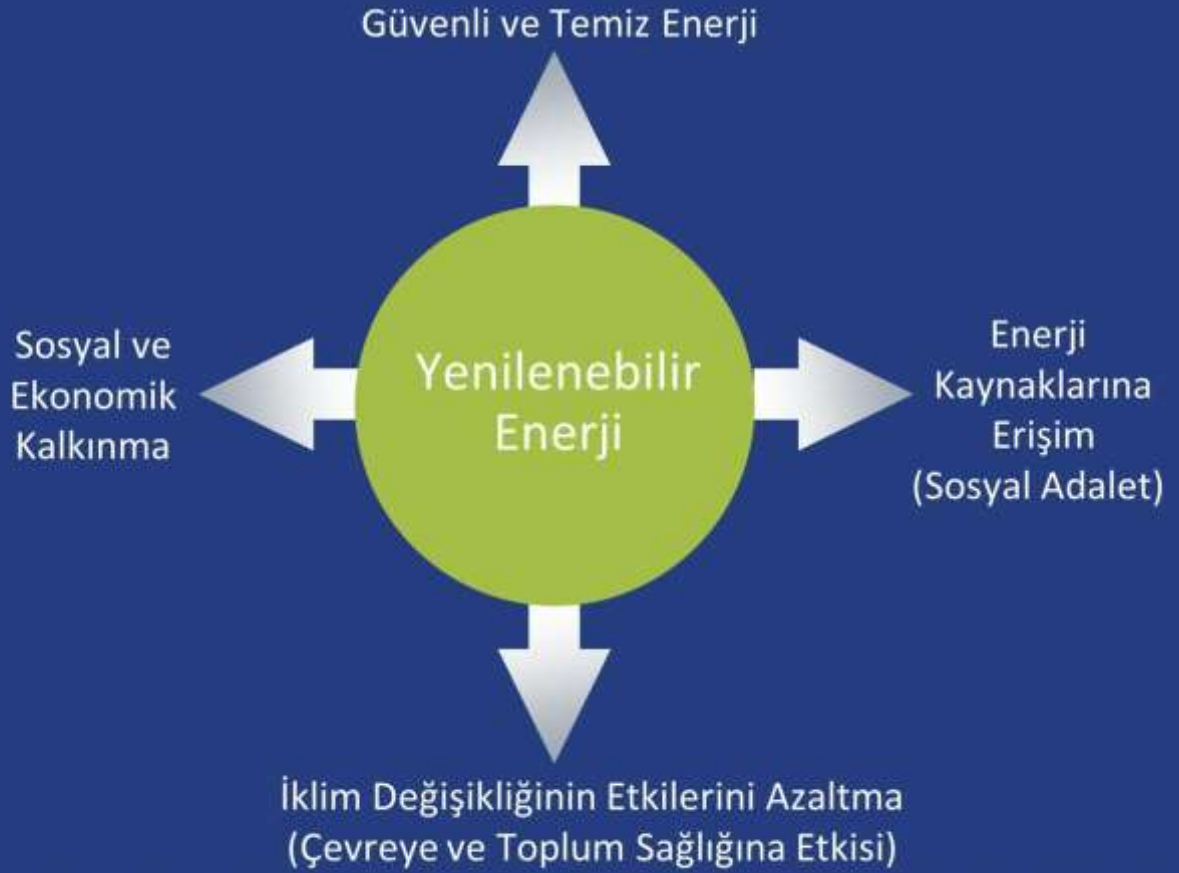 Güvenli ve Temiz Enerji
Sosyal ve
Ekonomik
Kalkınma
Yenilenebilir
Enerji
Enerji
Kaynaklarına
Erişim
(Sosyal Adalet)
İklim Değişikliğinin Etkilerini Azaltma
(Çevreye ve Toplum Sağlığına Etkisi)